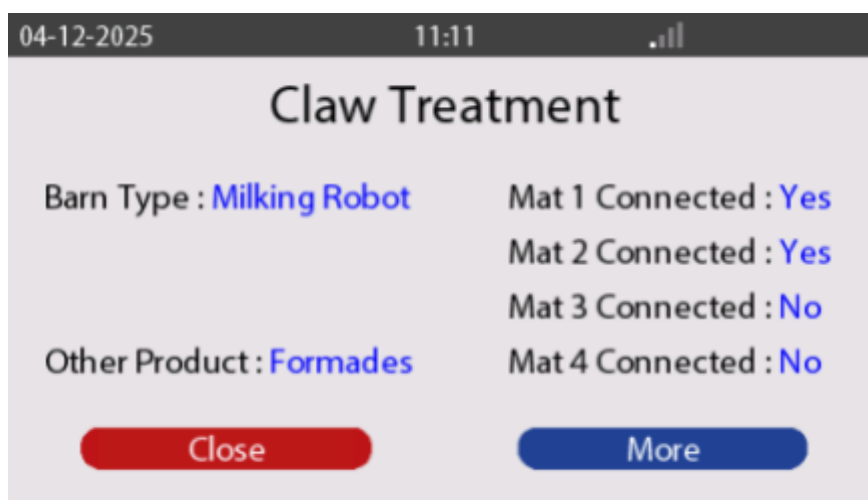 04-12-2025 11:11
Claw Treatment
Barn Type : Milking Robot
Mat 1 Connected : Yes
Mat 2 Connected : Yes
Mat 3 Connected : No
Other Product : Formades
Mat 4 Connected : No
Close
More